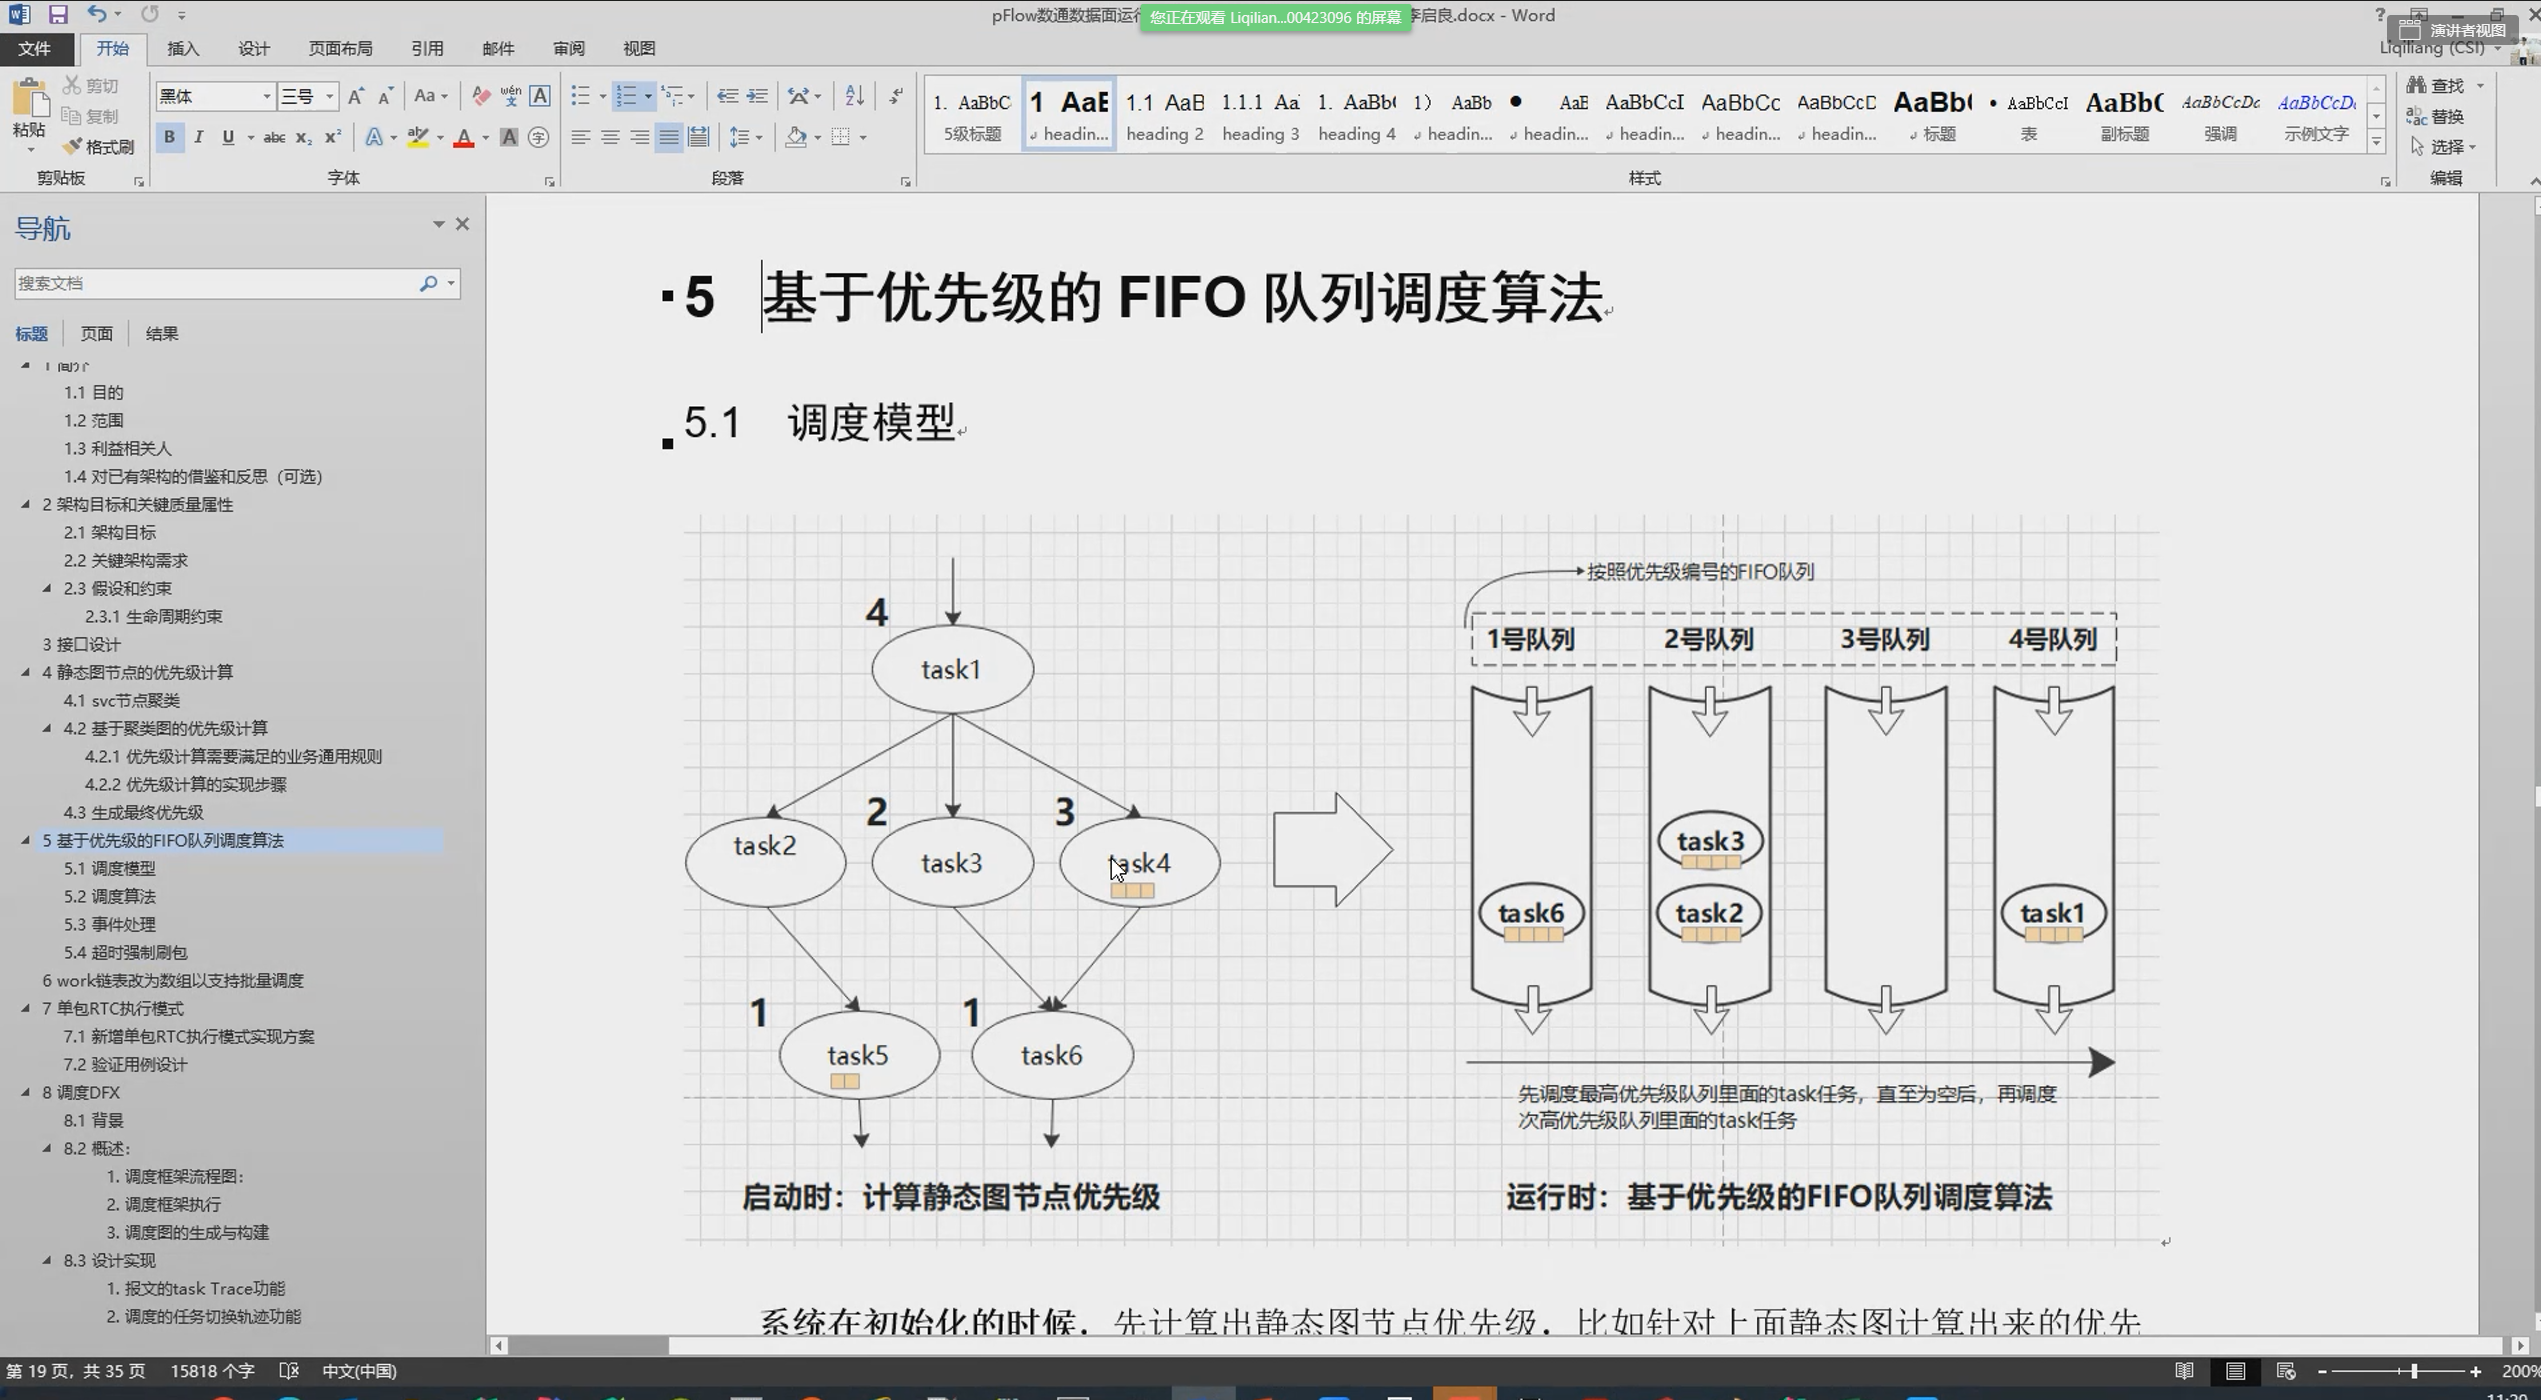 pFlow数通数据面运行
您正在观看 Liqilian...00423096 的屏幕
李启良.docx - Word
演讲者视图
文件
开始
插入
设计
页面布局
引用
邮件
审阅
视图
Liqiliang (CSI)
粘贴
剪切
复制
格式刷
剪贴板
黑体
三号
字体
段落
1. AaBbC
1 AaE
1.1 AaB
1.1.1 Aa
1. AaBb(
1) AaBb
AaB
AaBbCcI
AaBbCc
AaBbCcD
AaBb(
• AaBbCcI
AaBbC
AaBbCcDc
AaBbCcD
5级标题
headin...
heading 2
heading 3
heading 4
headin...
headin...
headin...
headin...
headin...
标题
表
副标题
强调
示例文字
样式
查找
替换
选择
编辑
导航
搜索文档
标题
页面
结果
1 简介
1.1 目的
1.2 范围
1.3 利益相关人
1.4 对已有架构的借鉴和反思（可选）
2 架构目标和关键质量属性
2.1 架构目标
2.2 关键架构需求
2.3 假设和约束
2.3.1 生命周期约束
3 接口设计
4 静态图节点的优先级计算
4.1 svc节点聚类
4.2 基于聚类图的优先级计算
4.2.1 优先级计算需要满足的业务通用规则
4.2.2 优先级计算的实现步骤
4.3 生成最终优先级
5 基于优先级的FIFO队列调度算法
5.1 调度模型
5.2 调度算法
5.3 事件处理
5.4 超时强制刷包
6 work链表改为数组以支持批量调度
7 单包RTC执行模式
7.1 新增单包RTC执行模式实现方案
7.2 验证用例设计
8 调度DFX
8.1 背景
8.2 概述：
1. 调度框架流程图：
2. 调度框架执行
3. 调度图的生成与构建
8.3 设计实现
1. 报文的task Trace功能
2. 调度的任务切换轨迹功能
5 基于优先级的 FIFO 队列调度算法
5.1 调度模型
4
task1
2
3
task2
task3
task4
1
1
task5
task6
启动时：计算静态图节点优先级
按照优先级编号的FIFO队列
1号队列
2号队列
3号队列
4号队列
task3
task6
task2
task1
先调度最高优先级队列里面的task任务，直至为空后，再调度
次高优先级队列里面的task任务
运行时：基于优先级的FIFO队列调度算法
系统在初始化的时候，先计算出静态图节点优先级，比如针对上面静态图计算出来的优先
第 19 页，共 35 页
15818 个字
中文(中国)
200%